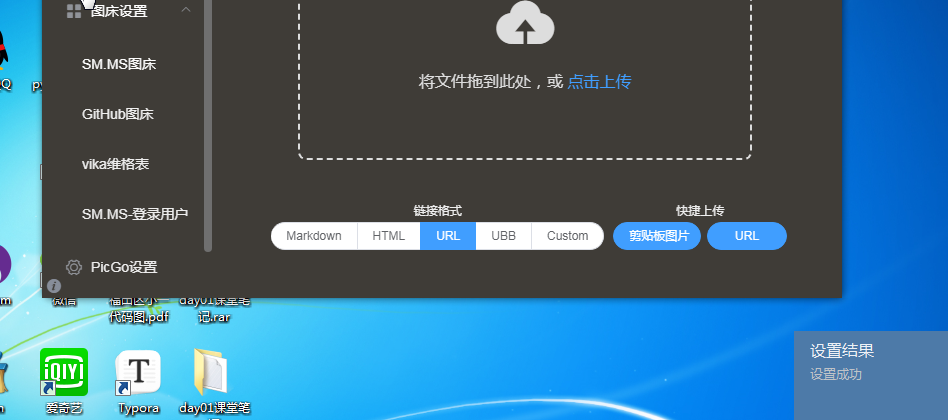 图床设置
SM.MS图床
GitHub图床
vika维格表
SM.MS-登录用户
PicGo设置
将文件拖到此处，或 点击上传
链接格式
快捷上传
Markdown
HTML
URL
UBB
Custom
剪贴板图片
URL
微信
福田区小一
代码图.pdf
day01课堂笔
记.rar
iQIYI
爱奇艺
T
Typora
day01课堂笔
设置结果
设置成功